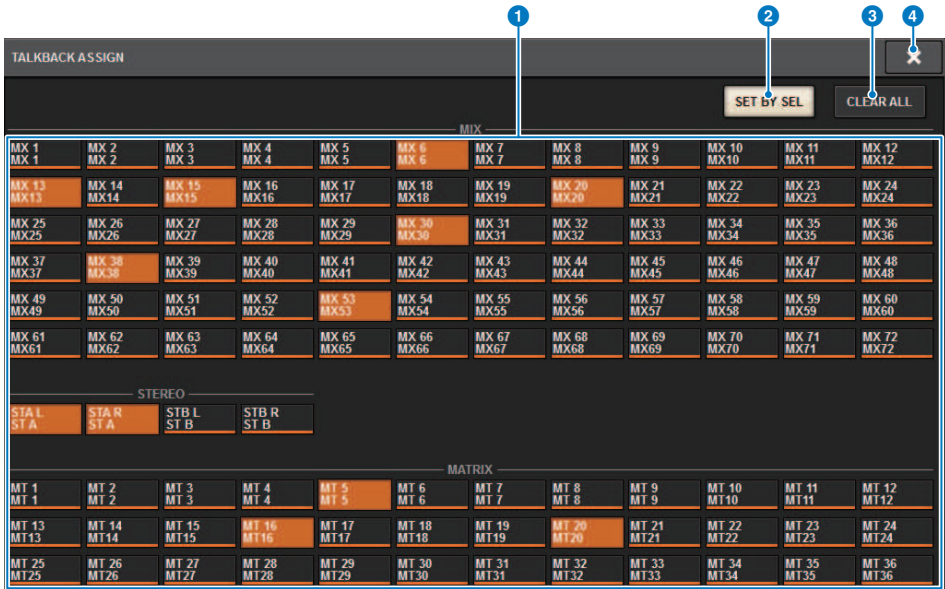 1 2 3 4
TALKBACK ASSIGN
SET BY SEL CLEAR ALL
MIX
MX 1 MX 2 MX 3 MX 4 MX 5 MX 6 MX 7 MX 8 MX 9 MX 10 MX 11 MX 12
MX 1 MX 2 MX 3 MX 4 MX 5 MX 6 MX 7 MX 8 MX 9 MX10 MX11 MX12
MX 13 MX 14 MX 15 MX 16 MX 17 MX 18 MX 19 MX 20 MX 21 MX 22 MX 23 MX 24
MX13 MX14 MX15 MX16 MX17 MX18 MX19 MX20 MX21 MX22 MX23 MX24
MX 25 MX 26 MX 27 MX 28 MX 29 MX 30 MX 31 MX 32 MX 33 MX 34 MX 35 MX 36
MX25 MX26 MX27 MX28 MX29 MX30 MX31 MX32 MX33 MX34 MX35 MX36
MX 37 MX 38 MX 39 MX 40 MX 41 MX 42 MX 43 MX 44 MX 45 MX 46 MX 47 MX 48
MX37 MX38 MX39 MX40 MX41 MX42 MX43 MX44 MX45 MX46 MX47 MX48
MX 49 MX 50 MX 51 MX 52 MX 53 MX 54 MX 55 MX 56 MX 57 MX 58 MX 59 MX 60
MX49 MX50 MX51 MX52 MX53 MX54 MX55 MX56 MX57 MX58 MX59 MX60
MX 61 MX 62 MX 63 MX 64 MX 65 MX 66 MX 67 MX 68 MX 69 MX 70 MX 71 MX 72
MX61 MX62 MX63 MX64 MX65 MX66 MX67 MX68 MX69 MX70 MX71 MX72
STEREO
STA L STA R STB L STB R
ST A ST A ST B ST B
MATRIX
MT 1 MT 2 MT 3 MT 4 MT 5 MT 6 MT 7 MT 8 MT 9 MT 10 MT 11 MT 12
MT 1 MT 2 MT 3 MT 4 MT 5 MT 6 MT 7 MT 8 MT 9 MT10 MT11 MT12
MT 13 MT 14 MT 15 MT 16 MT 17 MT 18 MT 19 MT 20 MT 21 MT 22 MT 23 MT 24
MT13 MT14 MT15 MT16 MT17 MT18 MT19 MT20 MT21 MT22 MT23 MT24
MT 25 MT 26 MT 27 MT 28 MT 29 MT 30 MT 31 MT 32 MT 33 MT 34 MT 35 MT 36
MT25 MT26 MT27 MT28 MT29 MT30 MT31 MT32 MT33 MT34 MT35 MT36